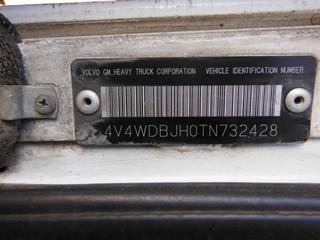 VOLVO GM HEAVY TRUCK CORPORATION VEHICLE IDENTIFICATION NUMBER
4V4WDBJH0TN732428